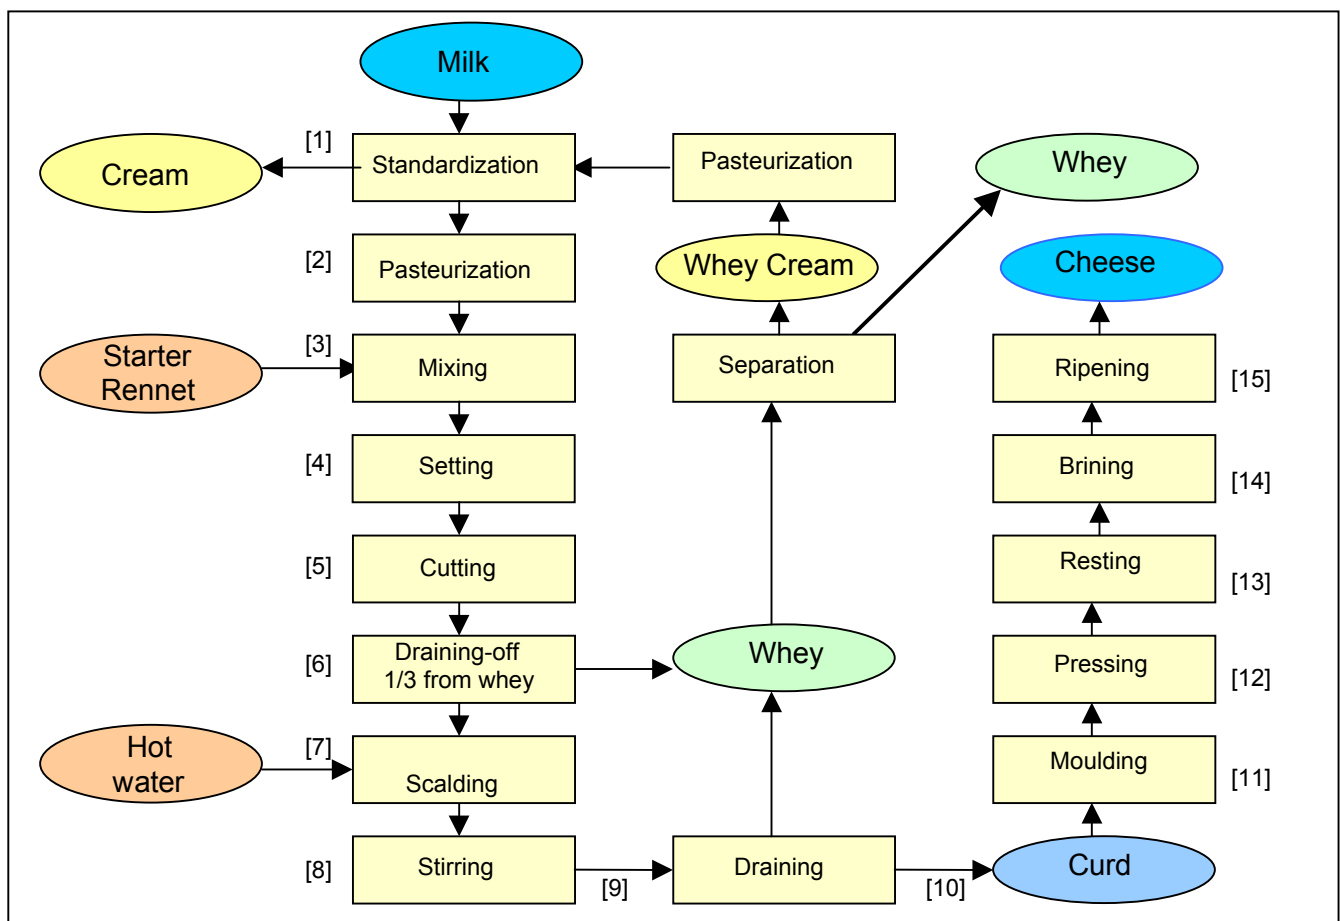 Milk
[1]
Cream
Standardization
Pasteurization
Whey
[2]
Pasteurization
Whey Cream
Cheese
[3]
Starter
Rennet
Mixing
Separation
Ripening
[15]
[4]
Setting
Brining
[14]
[5]
Cutting
Resting
[13]
[6]
Draining-off
1/3 from whey
Whey
Pressing
[12]
[7]
Hot
water
Scalding
Moulding
[11]
[8]
Stirring
[9]
Draining
[10]
Curd